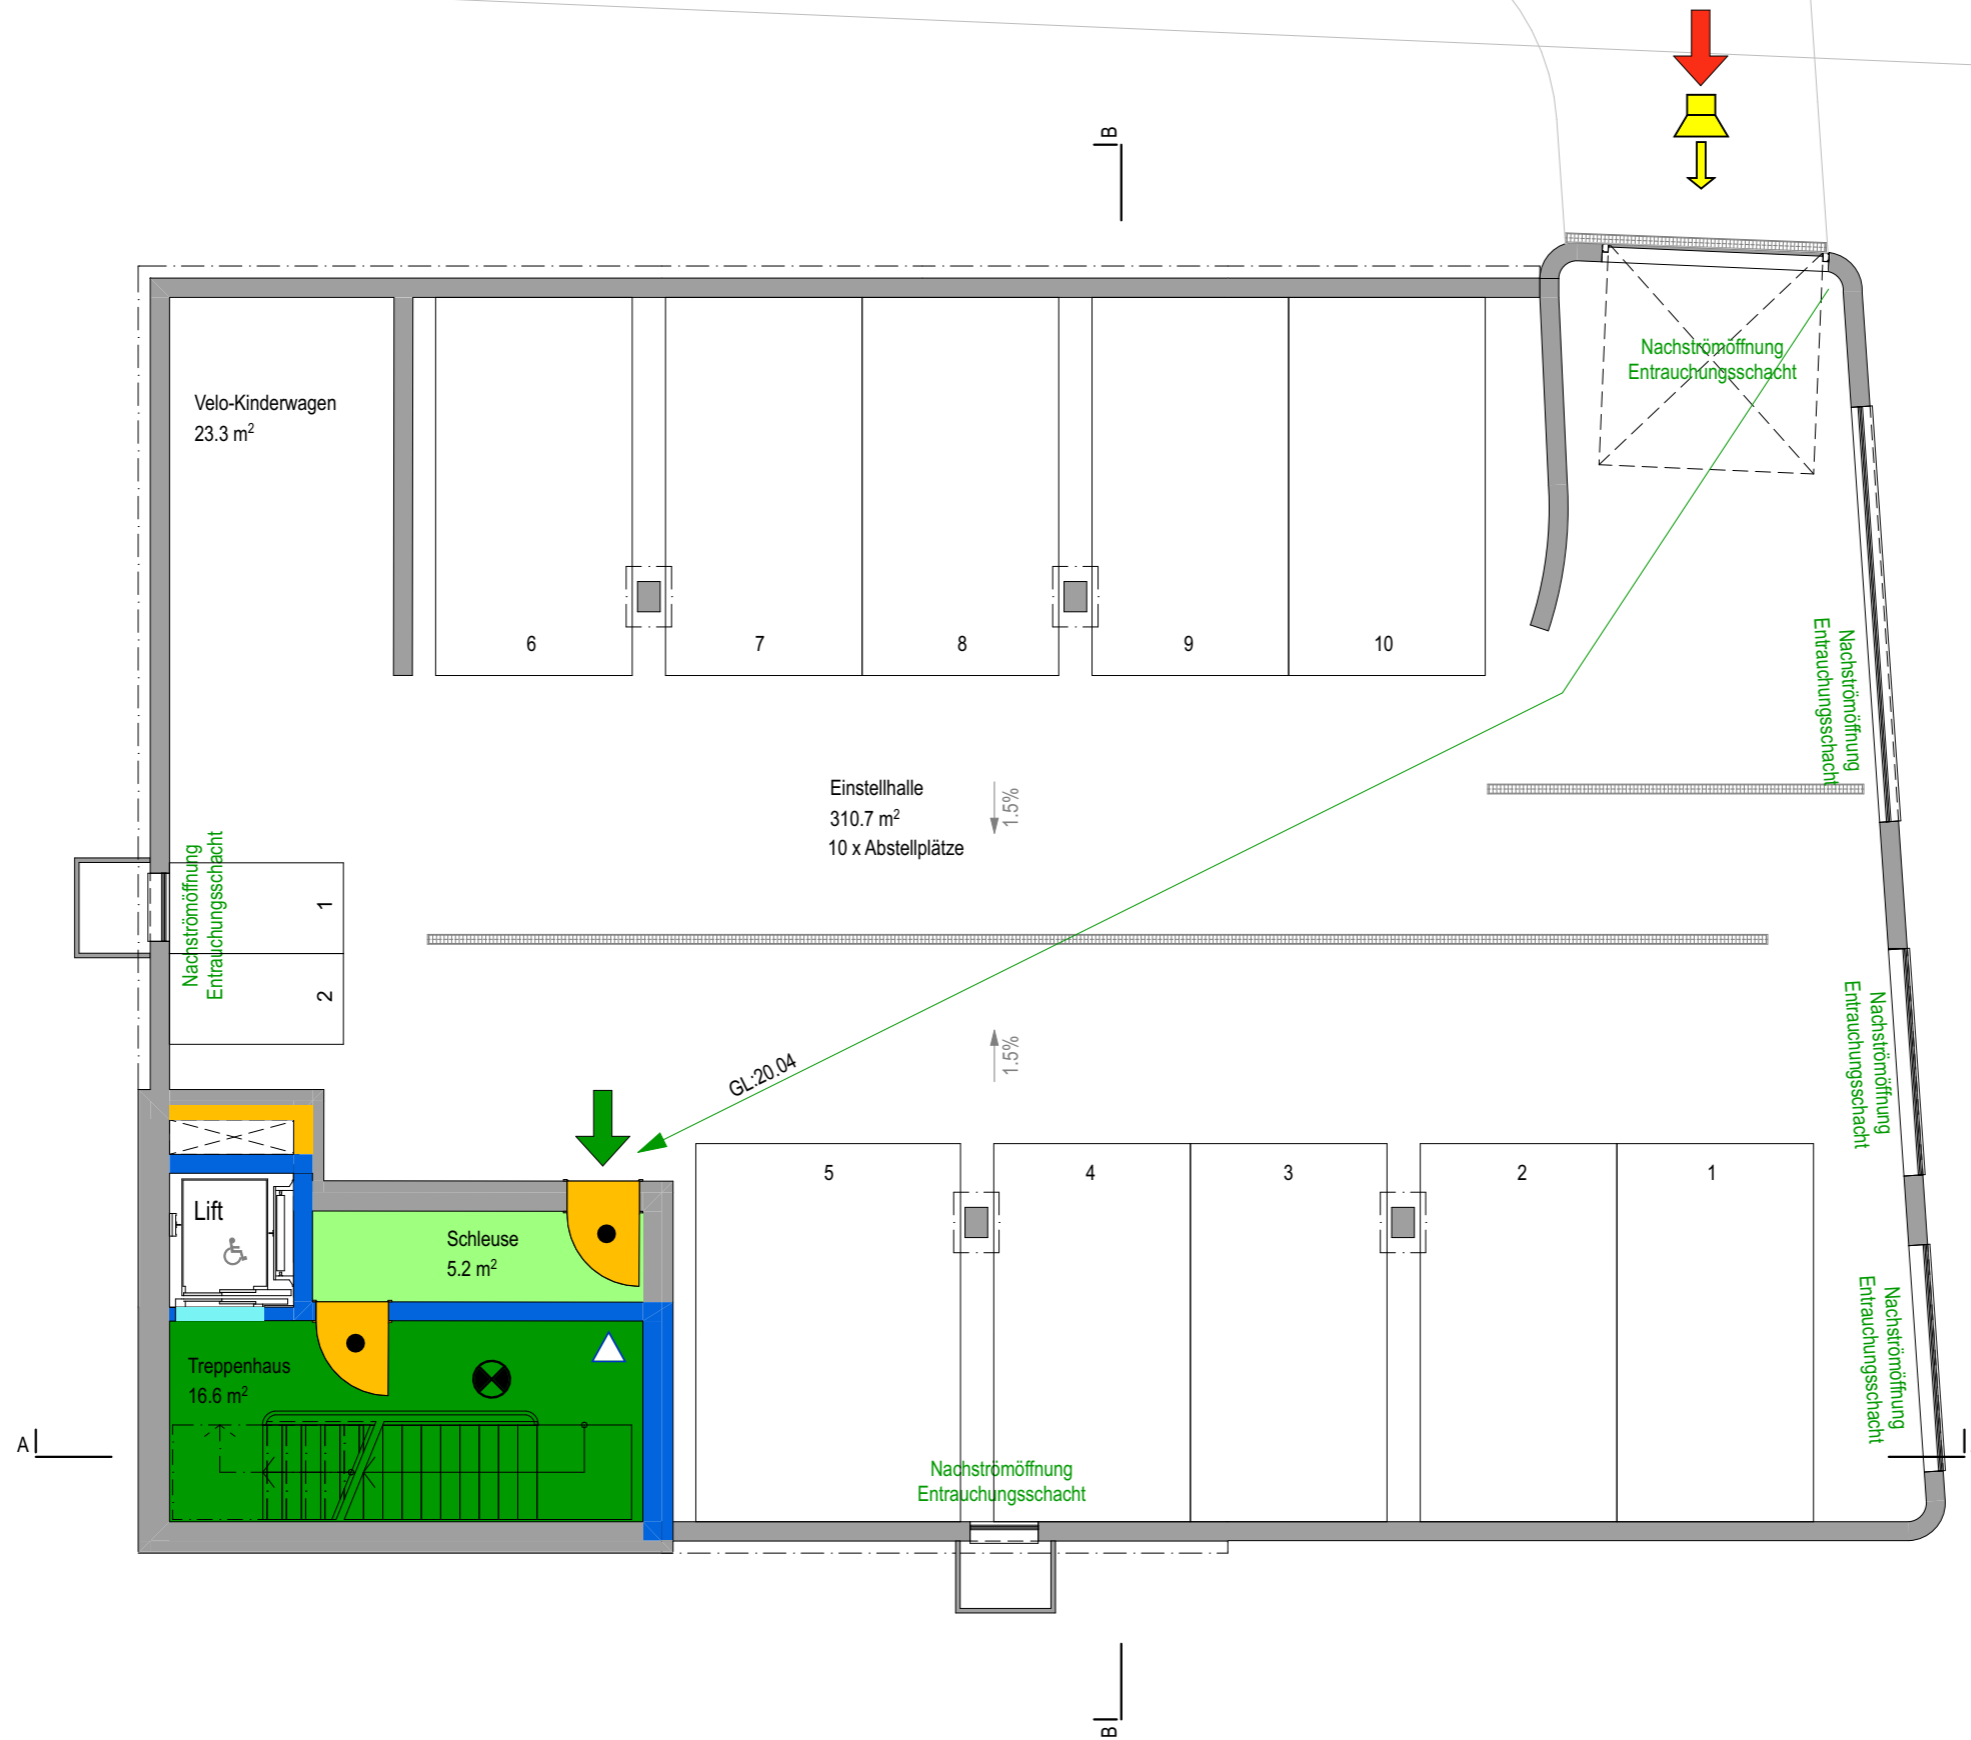 B
Nachströmöffnung
Entrauchungsschacht
Velo-Kinderwagen
23.3 m²
6
7
8
9
10
Nachströmöffnung
Entrauchungsschacht
Einstellhalle
310.7 m²
10 x Abstellplätze
1.5%
Nachströmöffnung
Entrauchungsschacht
1
2
Nachströmöffnung
Entrauchungsschacht
1.5%
GL:20.04
5
4
3
2
1
Lift
Schleuse
5.2 m²
Treppenhaus
16.6 m²
Nachströmöffnung
Entrauchungsschacht
A
Nachströmöffnung
Entrauchungsschacht
B